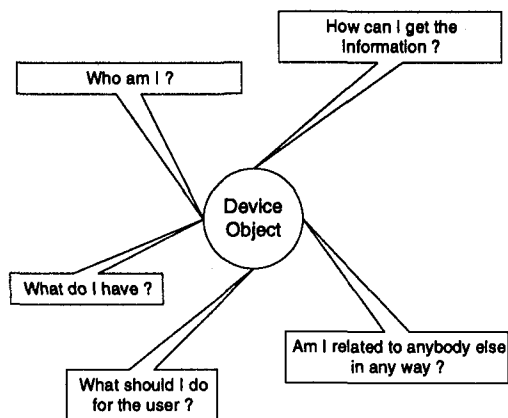 How can I get the
Information ?
Who am I ?
Device
Object
What do I have ?
Am I related to anybody else
in any way ?
What should I do
for the user ?